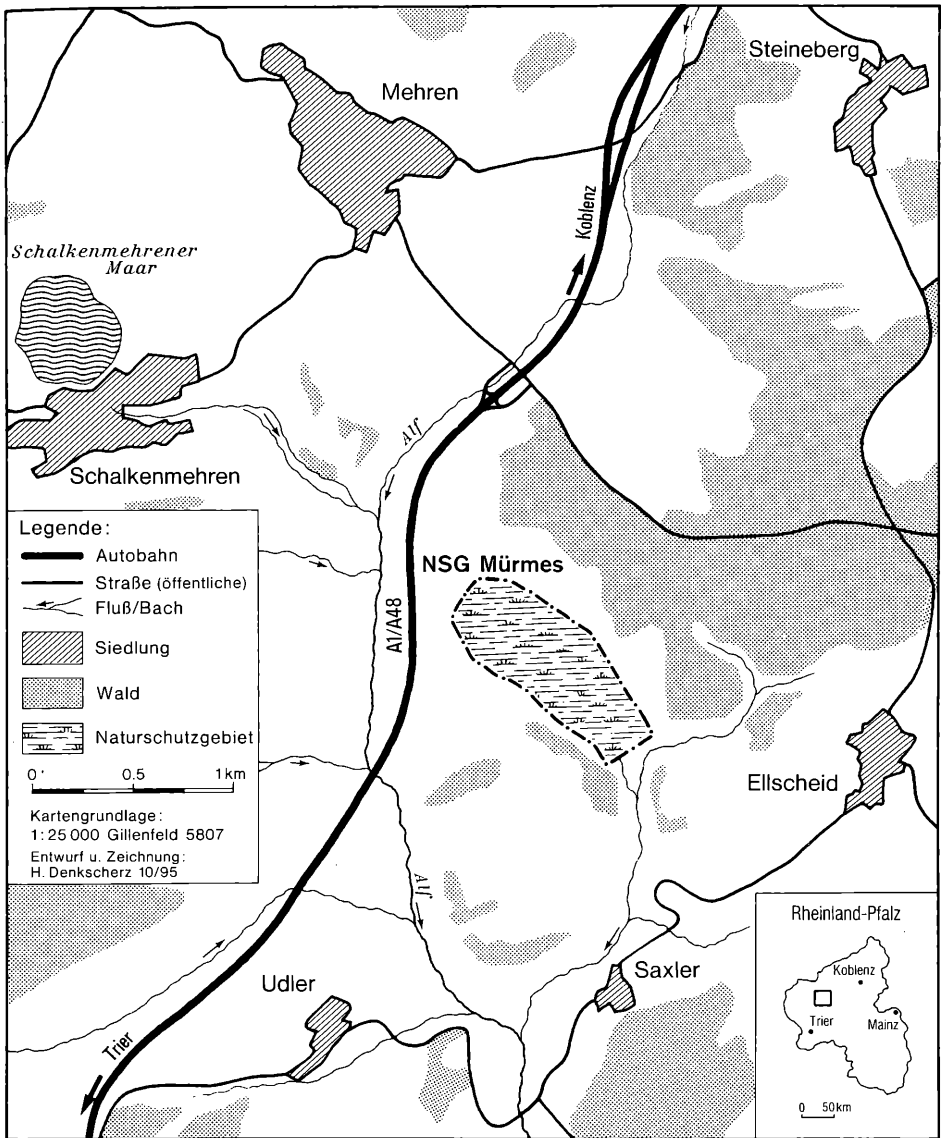 Steineberg
Mehren
Koblenz
Schalkenmehrener
Maar
Alf
Schalkenmehren
Legende:
Autobahn
Straße (öffentliche)
Fluß/Bach
Siedlung
Wald
Naturschutzgebiet
0 0.5 1km
Kartengrundlage:
1:25 000 Gillenfeld 5807
Entwurf u. Zeichnung:
H. Denkscherz 10/95
NSG Mürmes
A1/A48
Ellscheid
Alf
Udler
Saxler
Trier
Rheinland-Pfalz
Koblenz
Trier
Mainz
0 50km